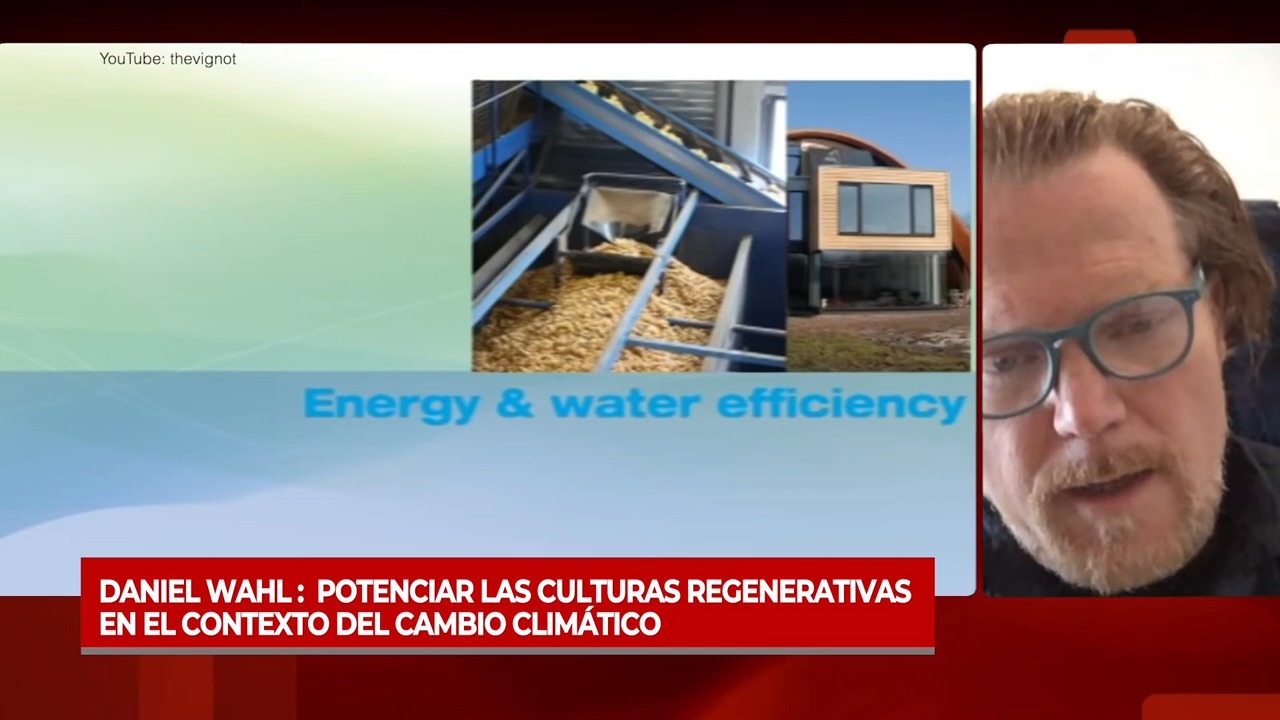 YouTube: thevignot
Energy & water efficiency
DANIEL WAHL : POTENCIAR LAS CULTURAS REGENERATIVAS
EN EL CONTEXTO DEL CAMBIO CLIMÁTICO